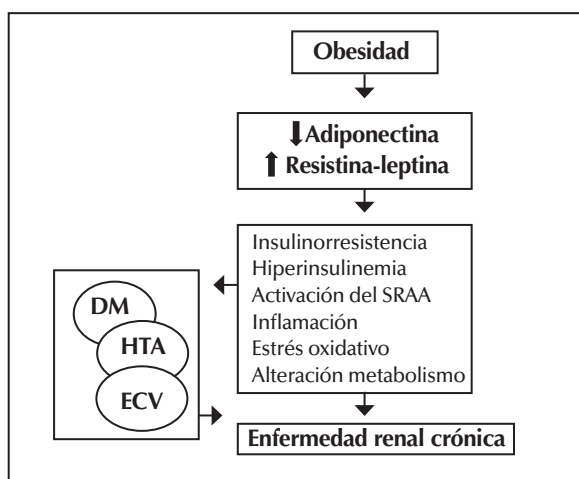 Obesidad
⬇Adiponectina
⬆ Resistina-leptina
Insulinorresistencia
Hiperinsulinemia
Activación del SRAA
Inflamación
Estrés oxidativo
Alteración metabolismo
DM
HTA
ECV
Enfermedad renal crónica